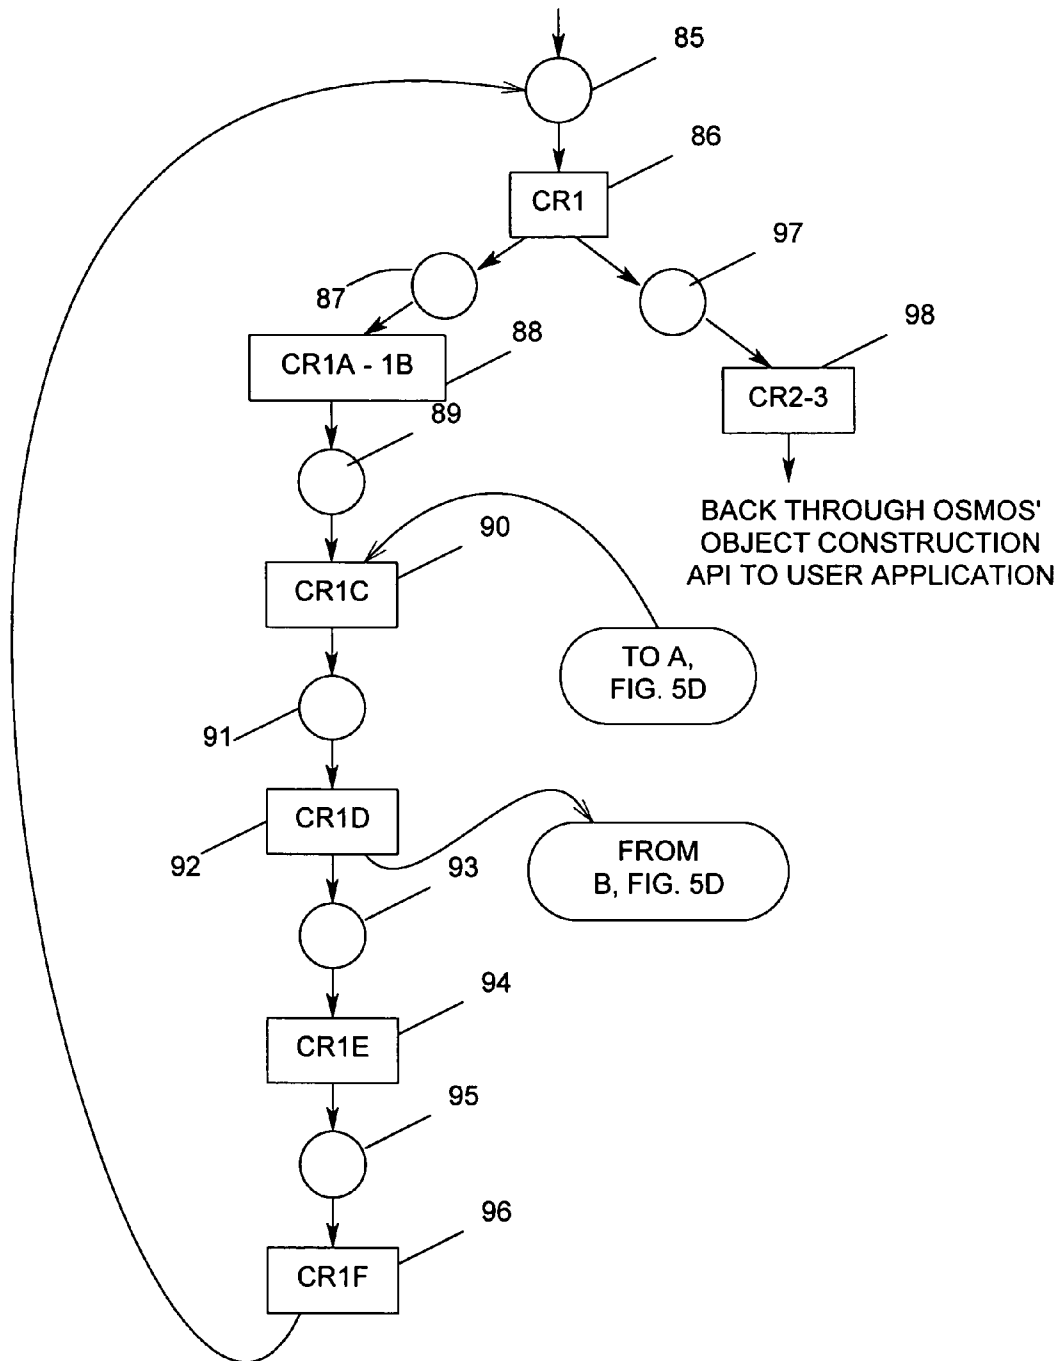 85
86
CR1
97
87
98
CR1A - 1B
88
CR2-3
89
BACK THROUGH OSMOS'
OBJECT CONSTRUCTION
API TO USER APPLICATION
90
CR1C
TO A,
FIG. 5D
91
CR1D
92
FROM
B, FIG. 5D
93
94
CR1E
95
96
CR1F